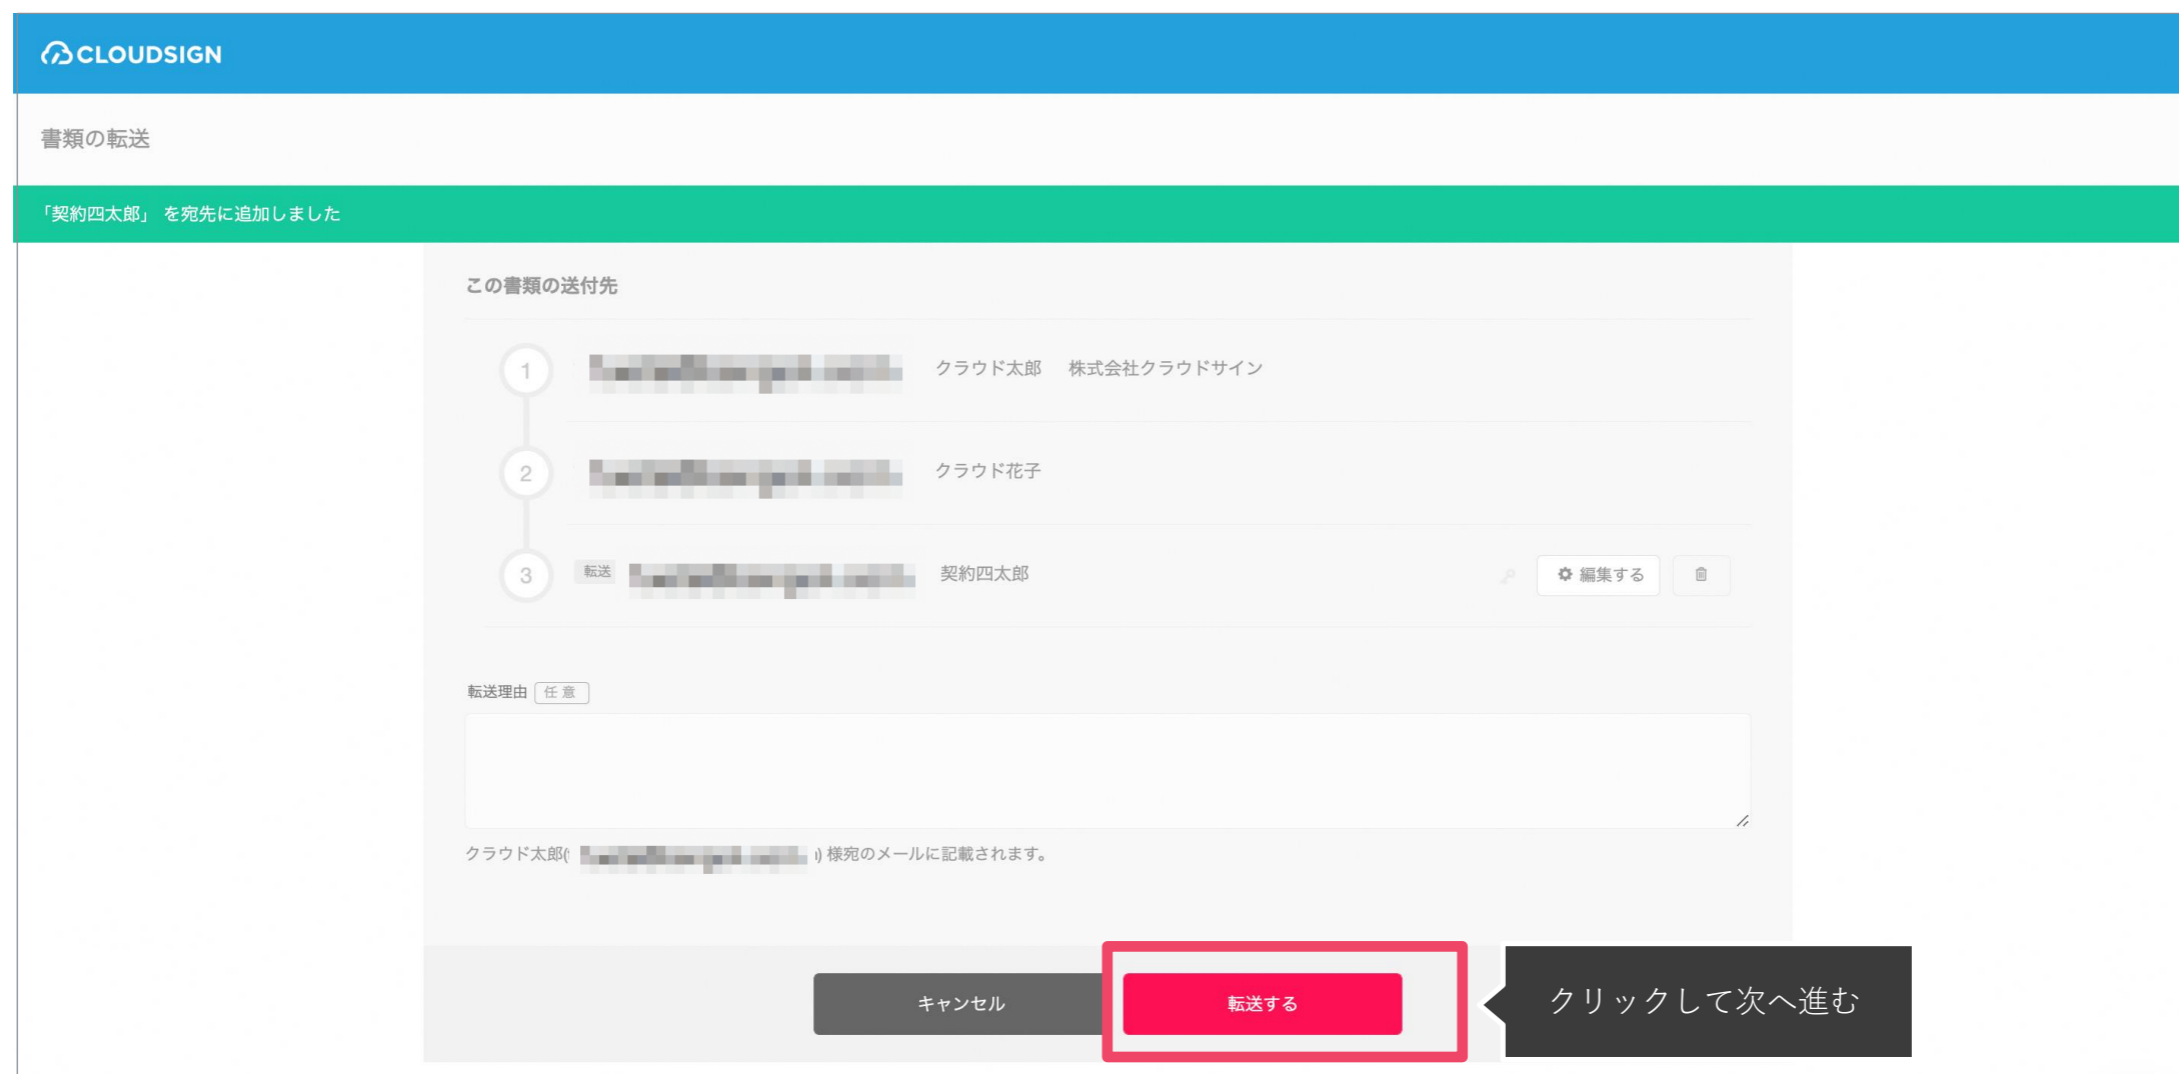 CLOUDSIGN
書類の転送
「契約四太郎」 を宛先に追加しました
この書類の送付先
1 クラウド太郎 株式会社クラウドサイン
2 クラウド花子
3 転送 契約四太郎 編集する
転送理由 任意
クラウド太郎( ) 様宛のメールに記載されます。
キャンセル 転送する クリックして次へ進む